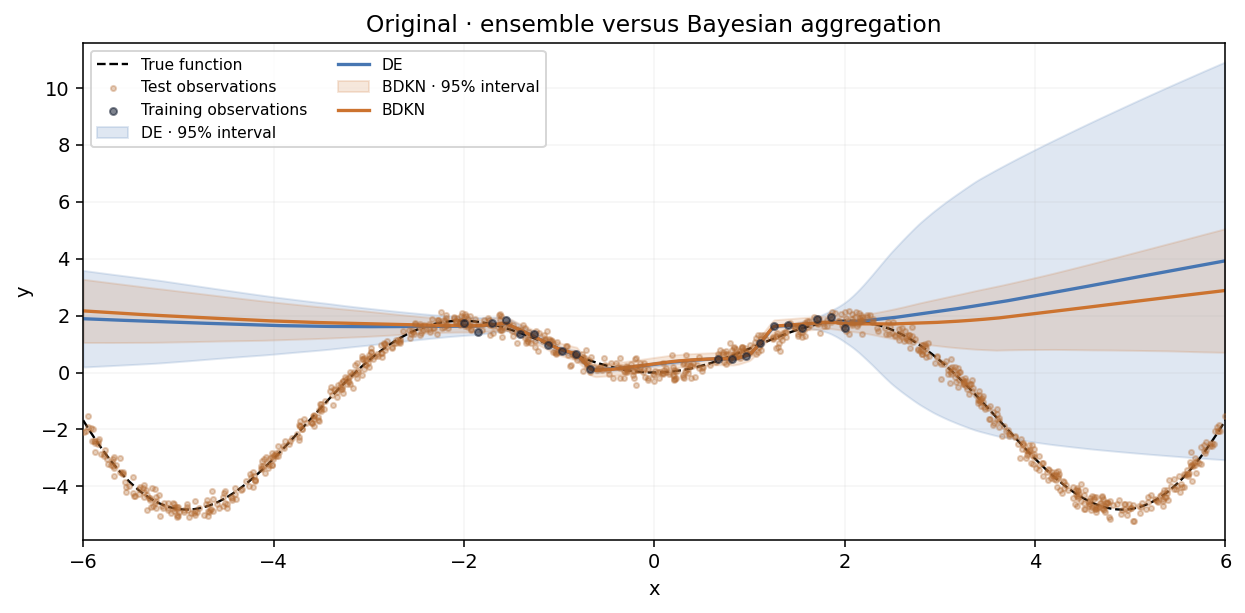 Original · ensemble versus Bayesian aggregation
True function
Test observations
Training observations
DE · 95% interval
DE
BDKN · 95% interval
BDKN
y
10
8
6
4
2
0
−2
−4
−6
−4
−2
0
2
4
6
x